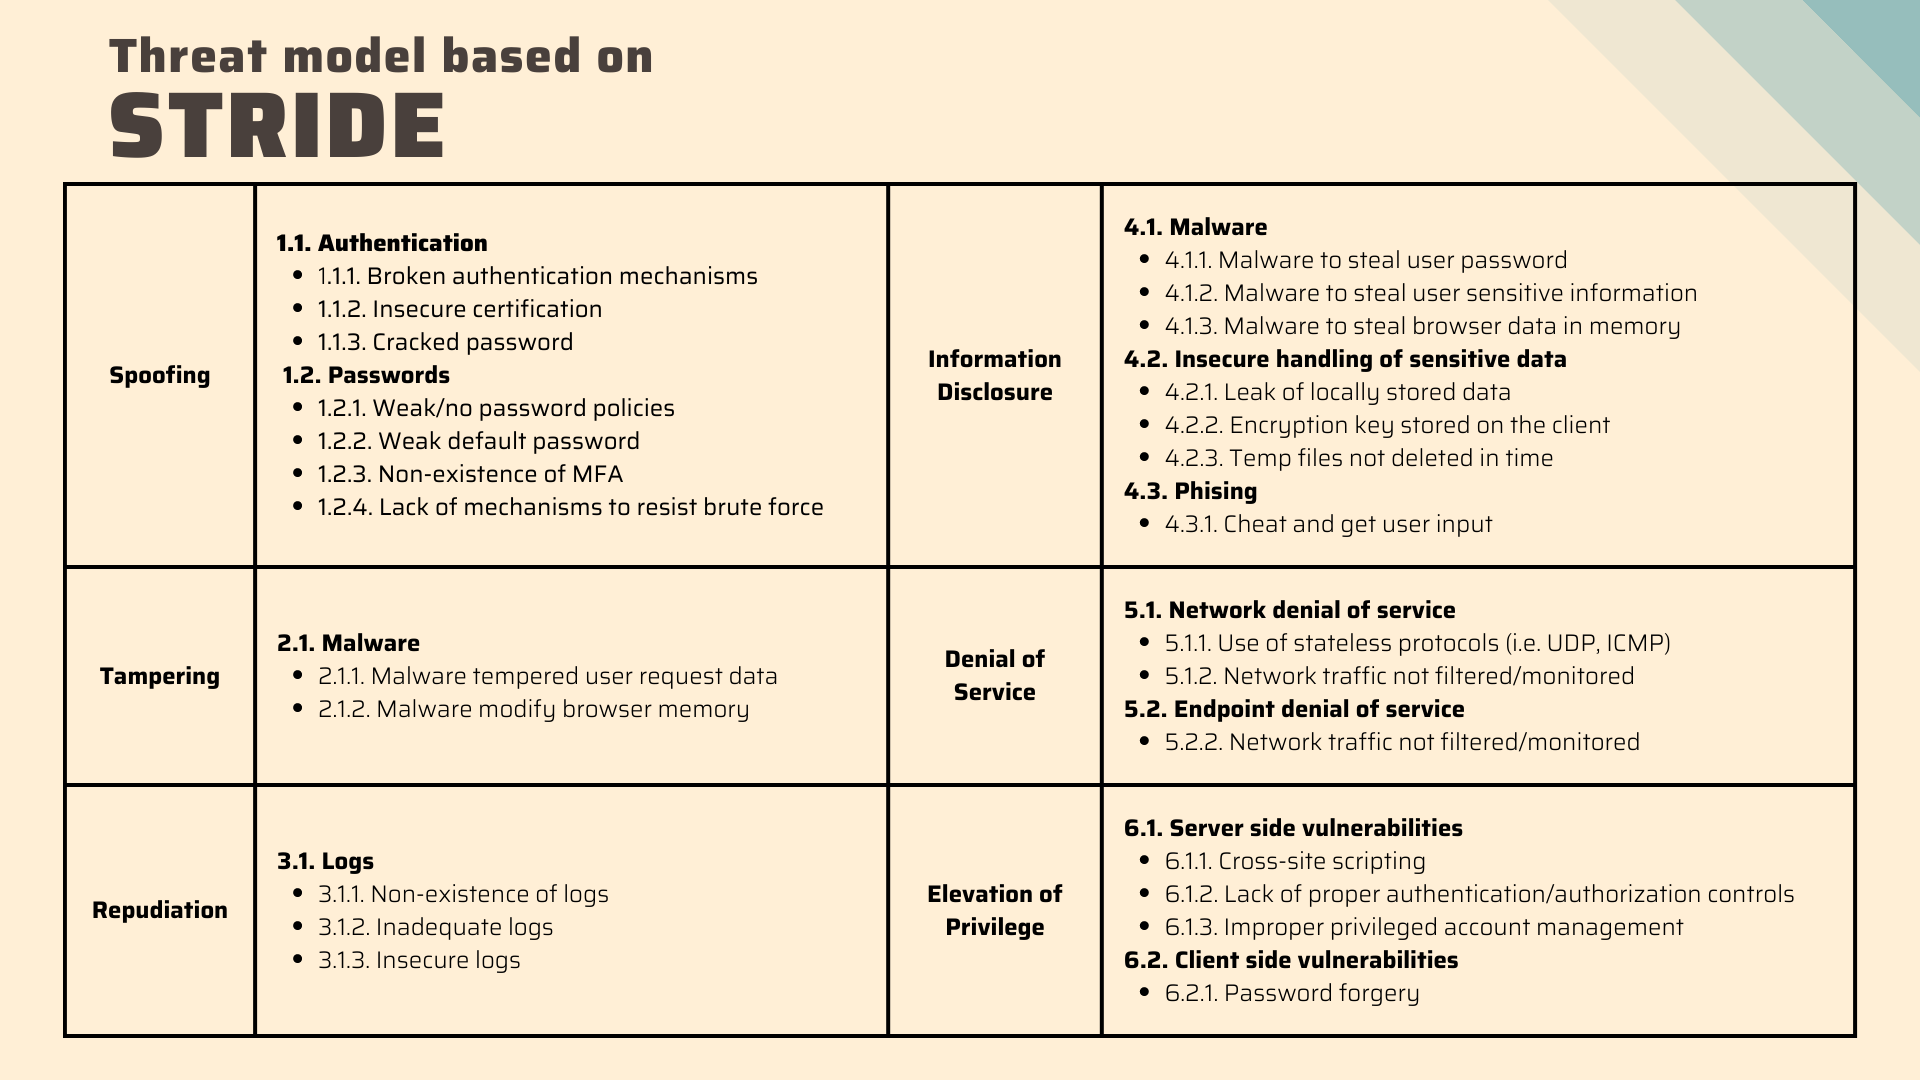 Threat model based on
STRIDE
Spoofing
1.1. Authentication
• 1.1.1. Broken authentication mechanisms
• 1.1.2. Insecure certification
• 1.1.3. Cracked password
1.2. Passwords
• 1.2.1. Weak/no password policies
• 1.2.2. Weak default password
• 1.2.3. Non-existence of MFA
• 1.2.4. Lack of mechanisms to resist brute force
Information
Disclosure
4.1. Malware
• 4.1.1. Malware to steal user password
• 4.1.2. Malware to steal user sensitive information
• 4.1.3. Malware to steal browser data in memory
4.2. Insecure handling of sensitive data
• 4.2.1. Leak of locally stored data
• 4.2.2. Encryption key stored on the client
• 4.2.3. Temp files not deleted in time
4.3. Phising
• 4.3.1. Cheat and get user input
Tampering
2.1. Malware
• 2.1.1. Malware tempered user request data
• 2.1.2. Malware modify browser memory
Denial of
Service
5.1. Network denial of service
• 5.1.1. Use of stateless protocols (i.e. UDP, ICMP)
• 5.1.2. Network traffic not filtered/monitored
5.2. Endpoint denial of service
• 5.2.2. Network traffic not filtered/monitored
Repudiation
3.1. Logs
• 3.1.1. Non-existence of logs
• 3.1.2. Inadequate logs
• 3.1.3. Insecure logs
Elevation of
Privilege
6.1. Server side vulnerabilities
• 6.1.1. Cross-site scripting
• 6.1.2. Lack of proper authentication/authorization controls
• 6.1.3. Improper privileged account management
6.2. Client side vulnerabilities
• 6.2.1. Password forgery